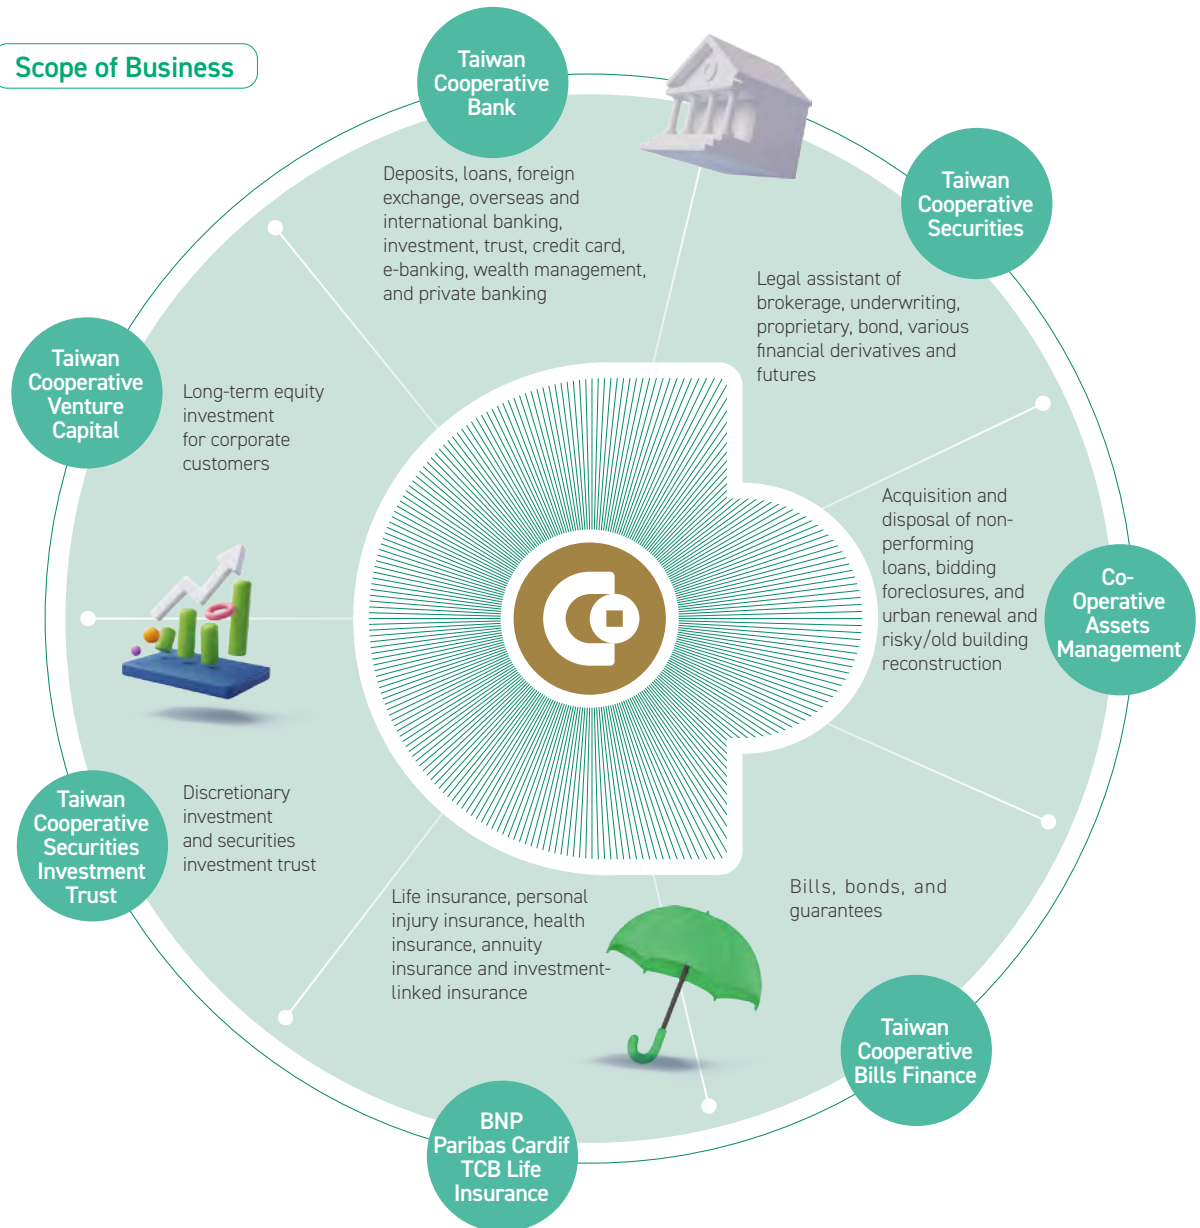 Scope of Business
Taiwan
Cooperative
Bank
Deposits, loans, foreign
exchange, overseas and
international banking,
investment, trust, credit card,
e-banking, wealth management,
and private banking
Taiwan
Cooperative
Securities
Legal assistant of
brokerage, underwriting,
proprietary, bond, various
financial derivatives and
futures
Co-
Operative
Assets
Management
Acquisition and
disposal of non-
performing
loans, bidding
foreclosures, and
urban renewal and
risky/old building
reconstruction
Taiwan
Cooperative
Bills Finance
Bills, bonds, and
guarantees
BNP
Paribas Cardif
TCB Life
Insurance
Life insurance, personal
injury insurance, health
insurance, annuity
insurance and investment-
linked insurance
Taiwan
Cooperative
Securities
Investment
Trust
Discretionary
investment
and securities
investment trust
Taiwan
Cooperative
Venture
Capital
Long-term equity
investment
for corporate
customers